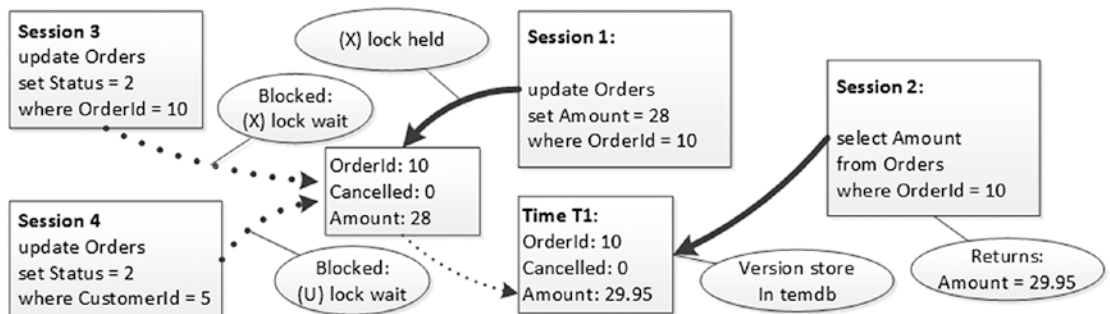 Session 3
update Orders
set Status = 2
where OrderId = 10
(X) lock held
Session 1:
update Orders
set Amount = 28
where OrderId = 10
Blocked:
(X) lock wait
Session 2:
select Amount
from Orders
where OrderId = 10
OrderId: 10
Cancelled: 0
Amount: 28
Session 4
update Orders
set Status = 2
where CustomerId = 5
Blocked:
(U) lock wait
Time T1:
OrderId: 10
Cancelled: 0
Amount: 29.95
Version store
In temdb
Returns:
Amount = 29.95